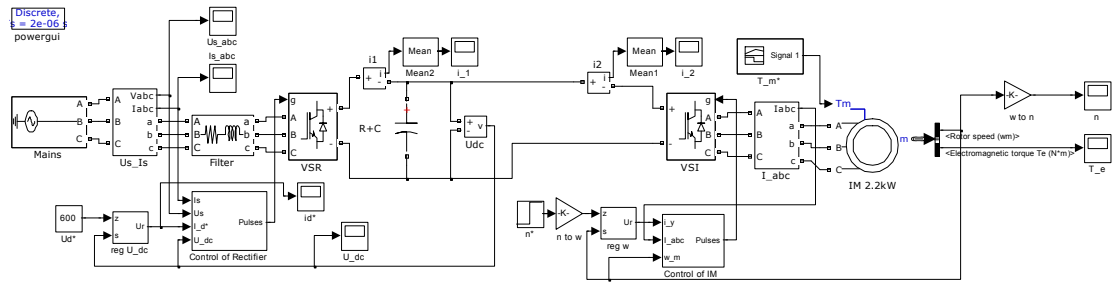 Discrete,
s = 2e-06 s
powergui
Us_abc
Is_abc
Mains
A
B
C
A
B
C
Vabc
Iabc
a
b
c
Us_Is
A
B
C
a
b
c
Filter
g
A
B
C
+
-
VSR
i1
+
i
-
Mean
Mean2
i_1
R+C
+
-
v
Udc
i2
+
i
-
Mean
Mean1
i_2
Signal 1
T_m*
+
-
g
A
B
C
VSI
A
B
C
Iabc
a
b
c
I_abc
Tm
A
B
C
m
IM 2.2kW
<Rotor speed (wm)>
<Electromagnetic torque Te (N*m)>
-K-
w to n
n
T_e
600
Ud*
z
s
Ur
reg U_dc
Is
Us
I_d*
U_dc
Pulses
Control of Rectifier
id*
U_dc
n*
-K-
n to w
z
s
Ur
reg w
i_y
I_abc
w_m
Pulses
Control of IM